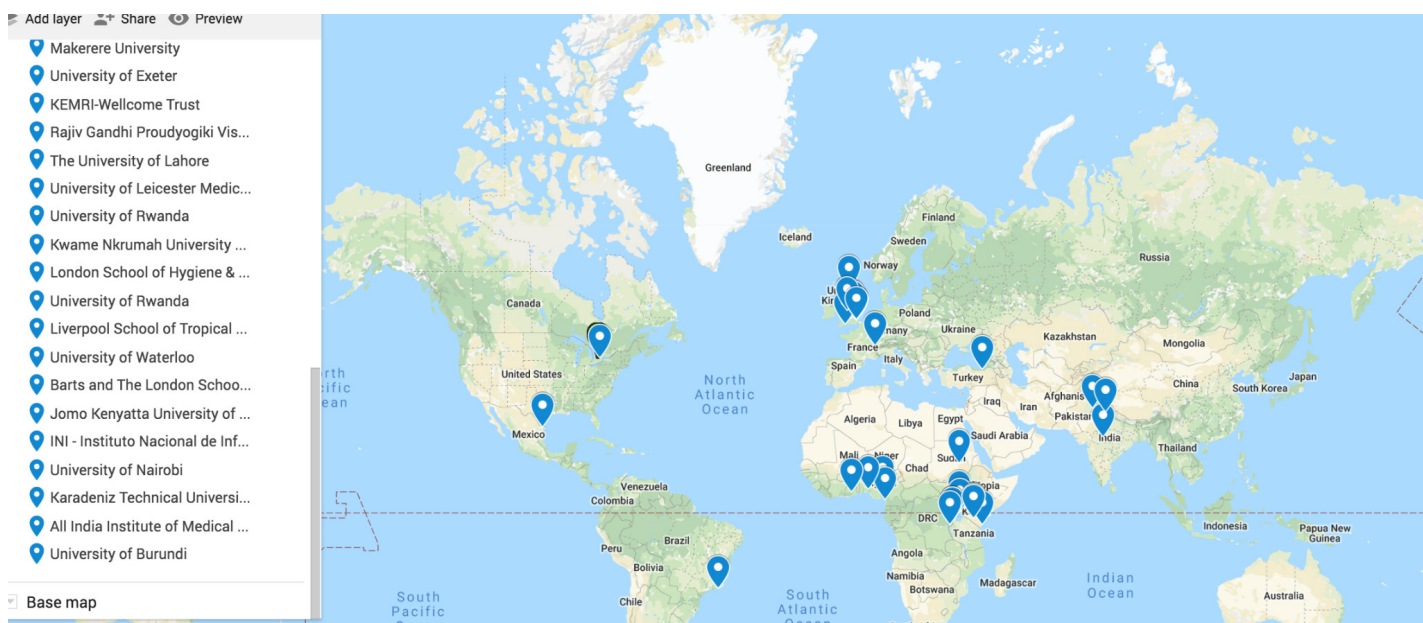 Add layer Share Preview
Makerere University
University of Exeter
KEMRI-Wellcome Trust
Rajiv Gandhi Proudyogiki Vis...
The University of Lahore
University of Leicester Medic...
University of Rwanda
Kwame Nkrumah University ...
London School of Hygiene & ...
University of Rwanda
Liverpool School of Tropical ...
University of Waterloo
Barts and The London Schoo...
Jomo Kenyatta University of ...
INI - Instituto Nacional de Inf...
University of Nairobi
Karadeniz Technical Universi...
All India Institute of Medical ...
University of Burundi
Base map
Greenland
Iceland
Finland
Sweden
Norway
Russia
Canada
Poland
Ukraine
Kazakhstan
Mongolia
France
Italy
Spain
Turkey
United States
North
Atlantic
Ocean
China
South Korea
Japan
Iraq
Iran
Afghanis
Pakistan
Algeria
Libya
Egypt
Saudi Arabia
India
Thailand
Mexico
Mali
Niger
Chad
Venezuela
Colombia
DRC
Tanzania
Indonesia
Papua New
Guinea
Peru
Brazil
Bolivia
Angola
Namibia
Botswana
Madagascar
Indian
Ocean
Australia
Chile
South
Pacific
South
Atlantic